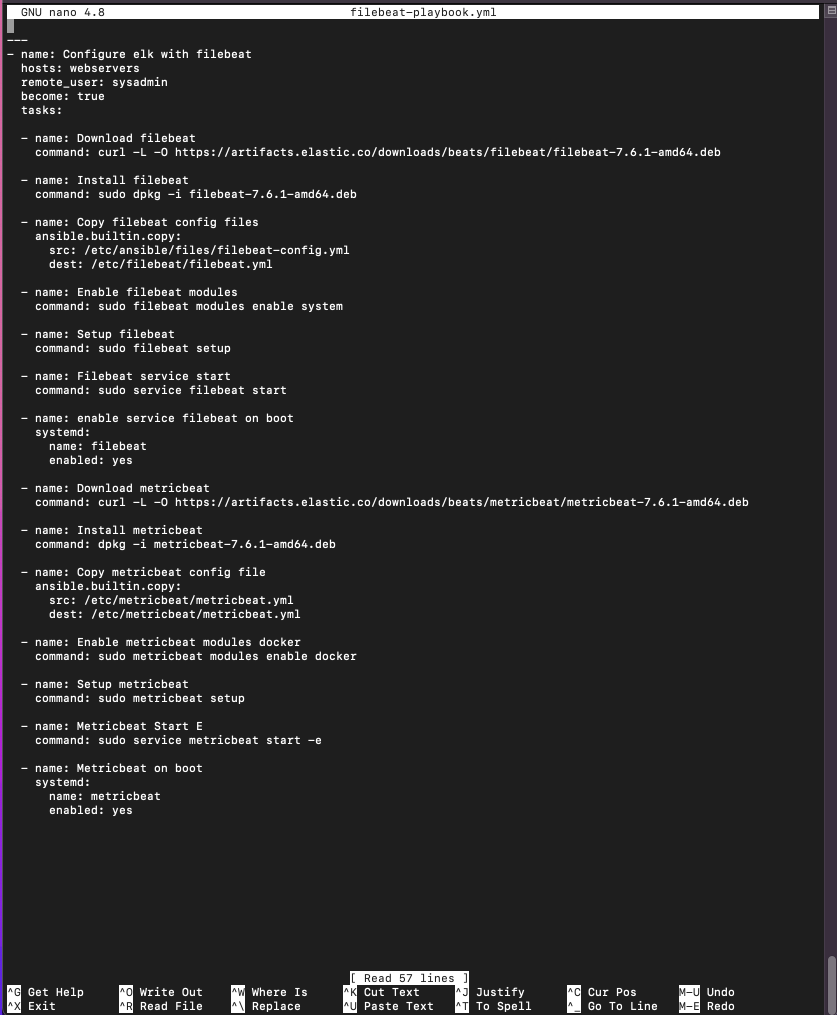 GNU nano 4.8 filebeat-playbook.yml
---
- name: Configure elk with filebeat
  hosts: webservers
  remote_user: sysadmin
  become: true
  tasks:

  - name: Download filebeat
    command: curl -L -O https://artifacts.elastic.co/downloads/beats/filebeat/filebeat-7.6.1-amd64.deb

  - name: Install filebeat
    command: sudo dpkg -i filebeat-7.6.1-amd64.deb

  - name: Copy filebeat config files
    ansible.builtin.copy:
      src: /etc/ansible/files/filebeat-config.yml
      dest: /etc/filebeat/filebeat.yml

  - name: Enable filebeat modules
    command: sudo filebeat modules enable system

  - name: Setup filebeat
    command: sudo filebeat setup

  - name: Filebeat service start
    command: sudo service filebeat start

  - name: enable service filebeat on boot
    systemd:
      name: filebeat
      enabled: yes

  - name: Download metricbeat
    command: curl -L -O https://artifacts.elastic.co/downloads/beats/metricbeat/metricbeat-7.6.1-amd64.deb

  - name: Install metricbeat
    command: dpkg -i metricbeat-7.6.1-amd64.deb

  - name: Copy metricbeat config file
    ansible.builtin.copy:
      src: /etc/metricbeat/metricbeat.yml
      dest: /etc/metricbeat/metricbeat.yml

  - name: Enable metricbeat modules docker
    command: sudo metricbeat modules enable docker

  - name: Setup metricbeat
    command: sudo metricbeat setup

  - name: Metricbeat Start E
    command: sudo service metricbeat start -e

  - name: Metricbeat on boot
    systemd:
      name: metricbeat
      enabled: yes

[ Read 57 lines ]
^G Get Help ^O Write Out ^W Where Is ^K Cut Text ^J Justify ^C Cur Pos M-U Undo
^X Exit ^R Read File ^\ Replace ^U Paste Text ^T To Spell ^_ Go To Line M-E Redo